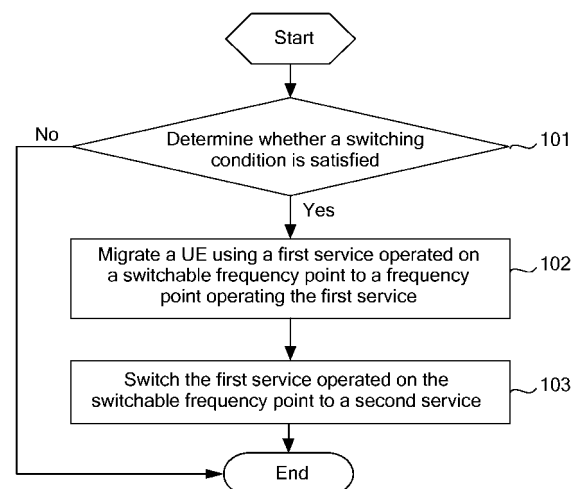 Start
No
Determine whether a switching
condition is satisfied
101
Yes
Migrate a UE using a first service operated on
a switchable frequency point to a frequency
point operating the first service
102
Switch the first service operated on the
switchable frequency point to a second service
103
End